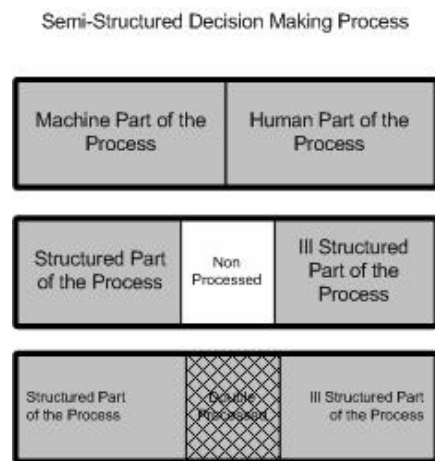 Semi-Structured Decision Making Process
Machine Part of the
Process
Human Part of the
Process
Structured Part
of the Process
Non
Processed
Ill Structured
Part of the
Process
Structured Part
of the Process
Double
Processed
Ill Structured Part
of the Process